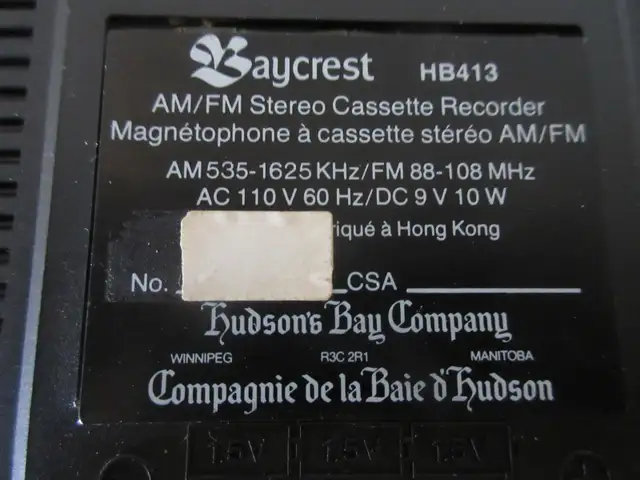 Baycrest HB413
AM/FM Stereo Cassette Recorder
Magnétophone à cassette stéréo AM/FM
AM 535-1625 KHz/FM 88-108 MHz
AC 110 V 60 Hz/DC 9 V 10 W
riqué à Hong Kong
No. CSA
Hudson's Bay Company
WINNIPEG R3C 2R1 MANITOBA
Compagnie de la Baie d'Hudson
1.5V 1.5V 1.5V